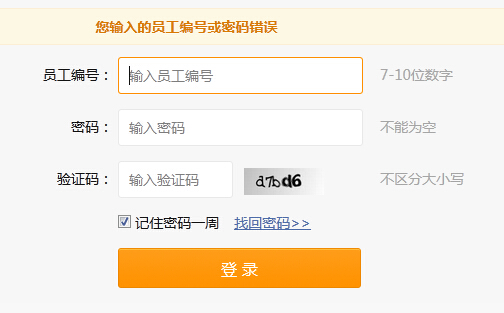 您输入的员工编号或密码错误
员工编号： 输入员工编号 7-10位数字
密码： 输入密码 不能为空
验证码： 输入验证码 a7bd6 不区分大小写
记住密码一周 找回密码>>
登录